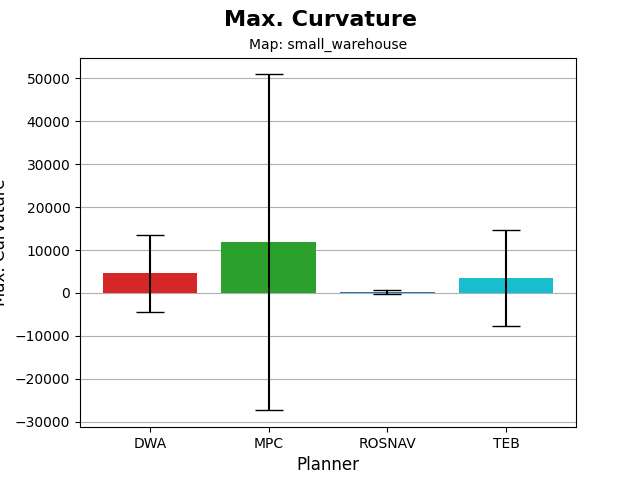 Max. Curvature
Map: small_warehouse
50000
40000
30000
20000
10000
0
−10000
−20000
−30000
Max. Curvature
DWA
MPC
ROSNAV
TEB
Planner